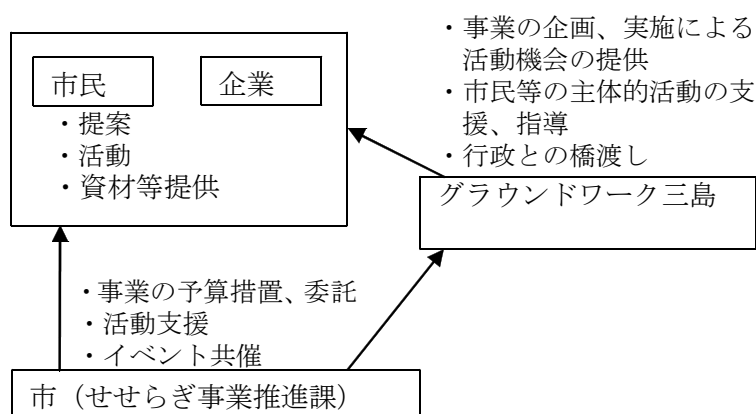 ・事業の企画、実施による
活動機会の提供
・市民等の主体的活動の支
援、指導
・行政との橋渡し
市民
企業
・提案
・活動
・資材等提供
グラウンドワーク三島
・事業の予算措置、委託
・活動支援
・イベント共催
市（せせらぎ事業推進課）